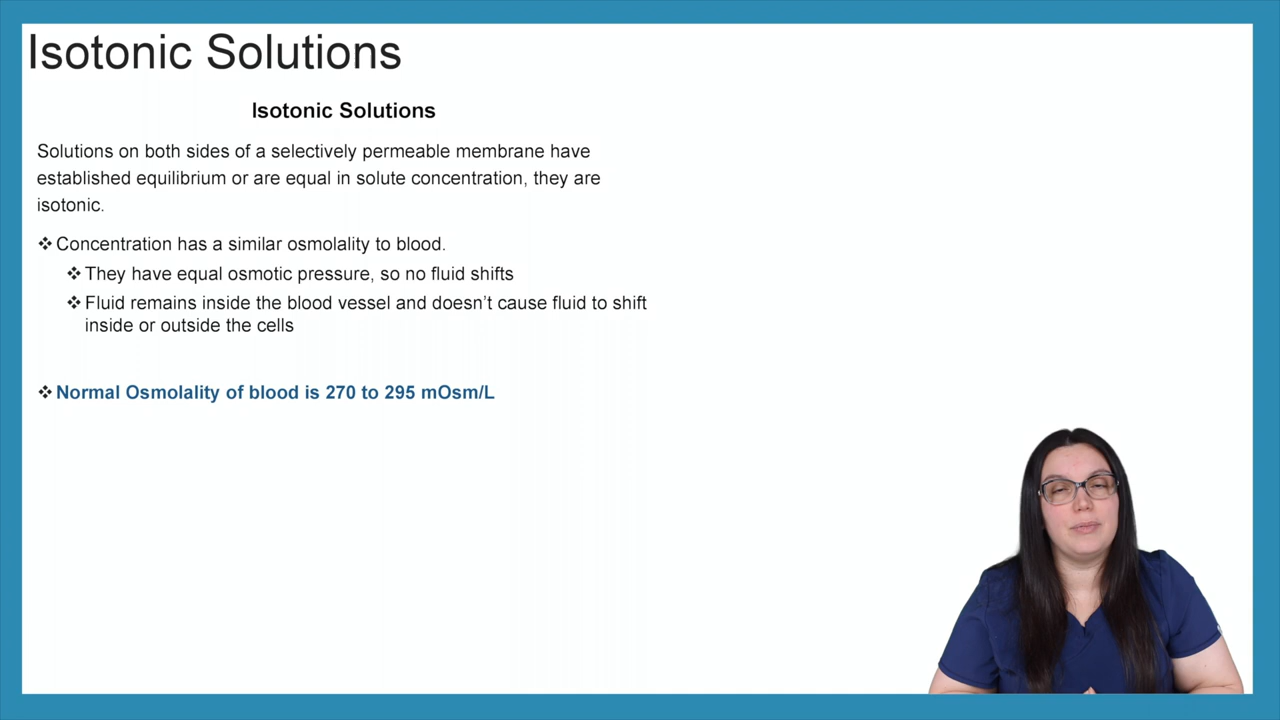 Isotonic Solutions
Isotonic Solutions
Solutions on both sides of a selectively permeable membrane have
established equilibrium or are equal in solute concentration, they are
isotonic.
❖ Concentration has a similar osmolality to blood.
❖ They have equal osmotic pressure, so no fluid shifts
❖ Fluid remains inside the blood vessel and doesn’t cause fluid to shift
inside or outside the cells
❖ Normal Osmolality of blood is 270 to 295 mOsm/L